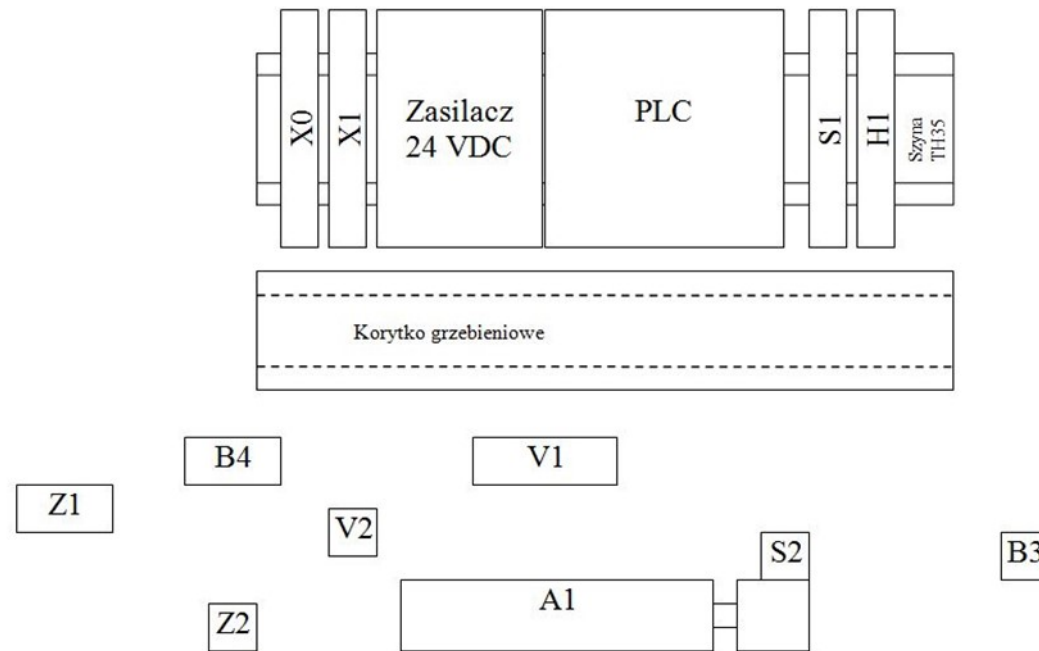 X0
X1
Zasilacz
24 VDC
PLC
S1
H1
Szyna
TH35
Korytko grzebieniowe
B4
V1
Z1
V2
S2
B3
A1
Z2